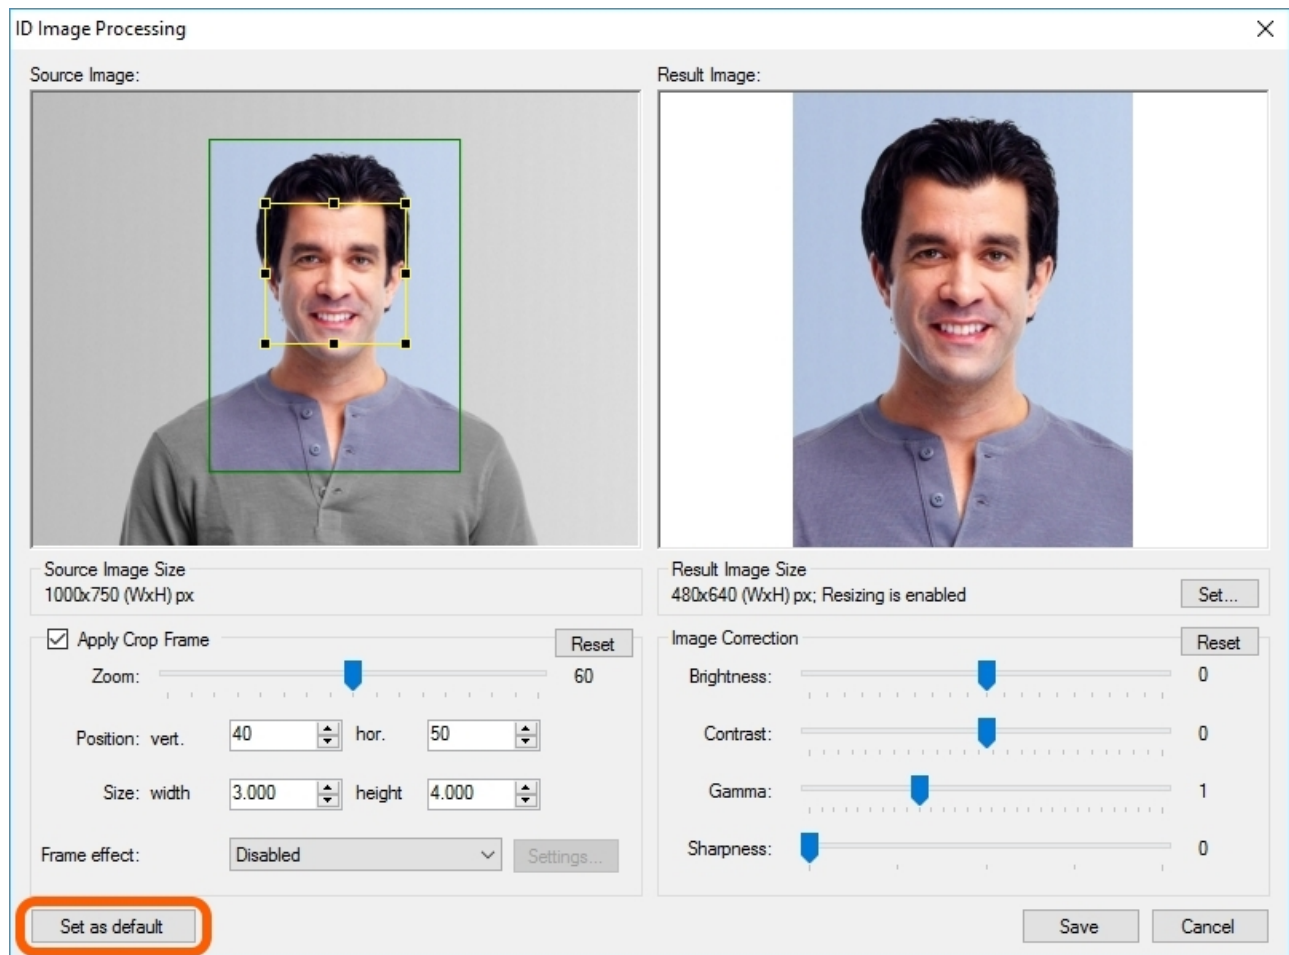 ID Image Processing
Source Image:
Result Image:
Source Image Size
1000x750 (WxH) px
Result Image Size
480x640 (WxH) px; Resizing is enabled
Set...
Apply Crop Frame
Reset
Zoom: 60
Position: vert. 40 hor. 50
Size: width 3.000 height 4.000
Frame effect: Disabled Settings...
Image Correction
Reset
Brightness: 0
Contrast: 0
Gamma: 1
Sharpness: 0
Set as default
Save
Cancel